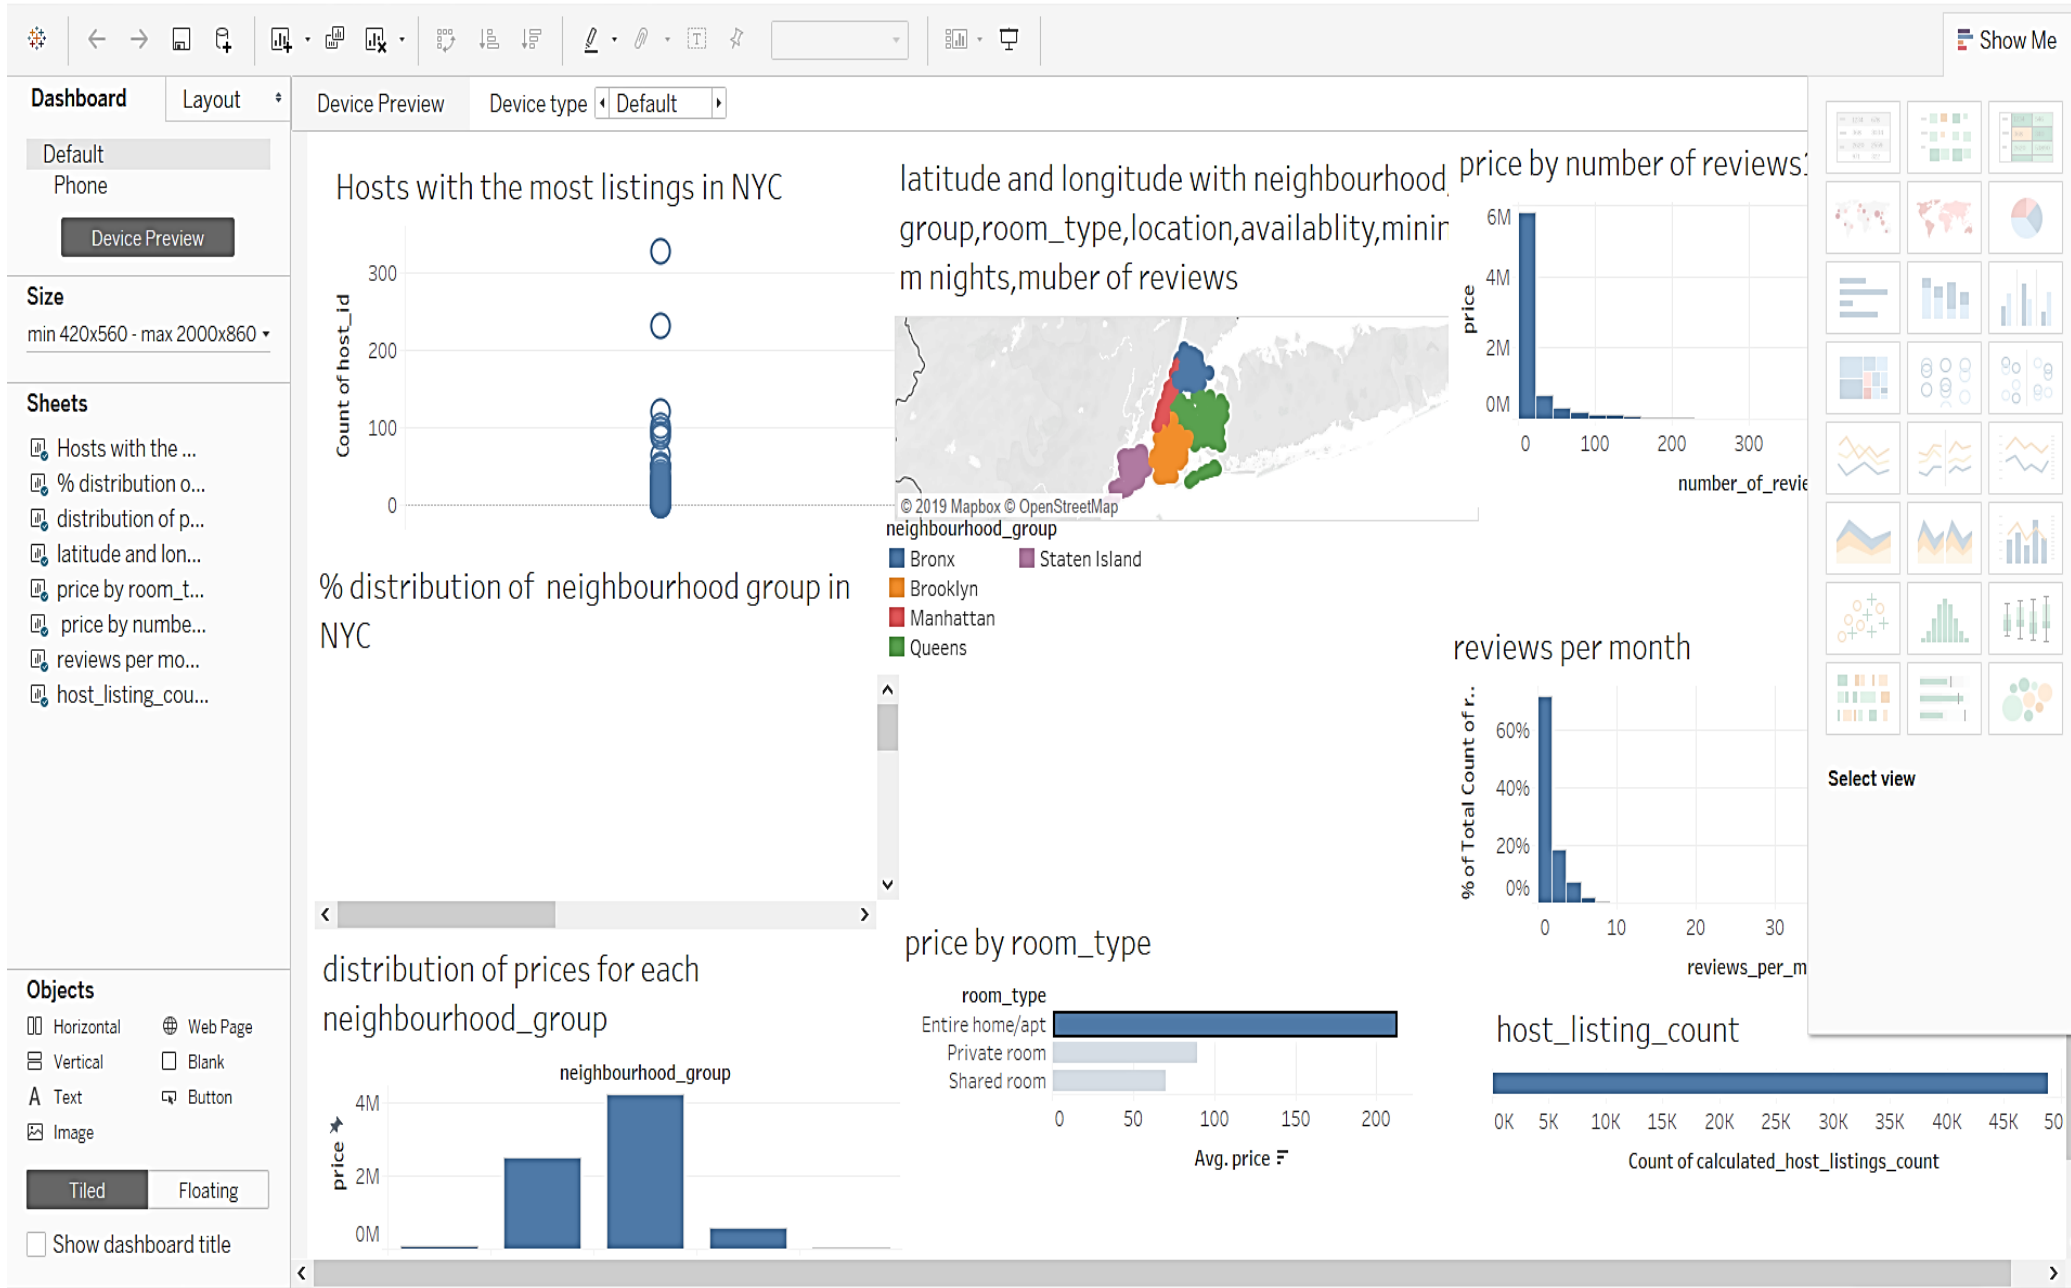 Show Me
Dashboard
Layout
Device Preview
Device type
Default
Default
Phone
Device Preview
Size
min 420x560 - max 2000x860
Sheets
Hosts with the ...
% distribution o...
distribution of p...
latitude and lon...
price by room_t...
price by numbe...
reviews per mo...
host_listing_cou...
Objects
Horizontal
Web Page
Vertical
Blank
A Text
Button
Image
Tiled
Floating
Show dashboard title
Hosts with the most listings in NYC
Count of host_id
300
200
100
0
% distribution of neighbourhood group in
NYC
distribution of prices for each
neighbourhood_group
neighbourhood_group
price
4M
2M
0M
latitude and longitude with neighbourhood_
group,room_type,location,availablity,minin
m nights,muber of reviews
© 2019 Mapbox © OpenStreetMap
neighbourhood_group
Bronx
Staten Island
Brooklyn
Manhattan
Queens
price by room_type
room_type
Entire home/apt
Private room
Shared room
0 50 100 150 200
Avg. price
price by number of reviews
price
6M
4M
2M
0M
0 100 200 300
number_of_revie
reviews per month
% of Total Count of r..
60%
40%
20%
0%
0 10 20 30
reviews_per_m
host_listing_count
0K 5K 10K 15K 20K 25K 30K 35K 40K 45K 50
Count of calculated_host_listings_count
Select view